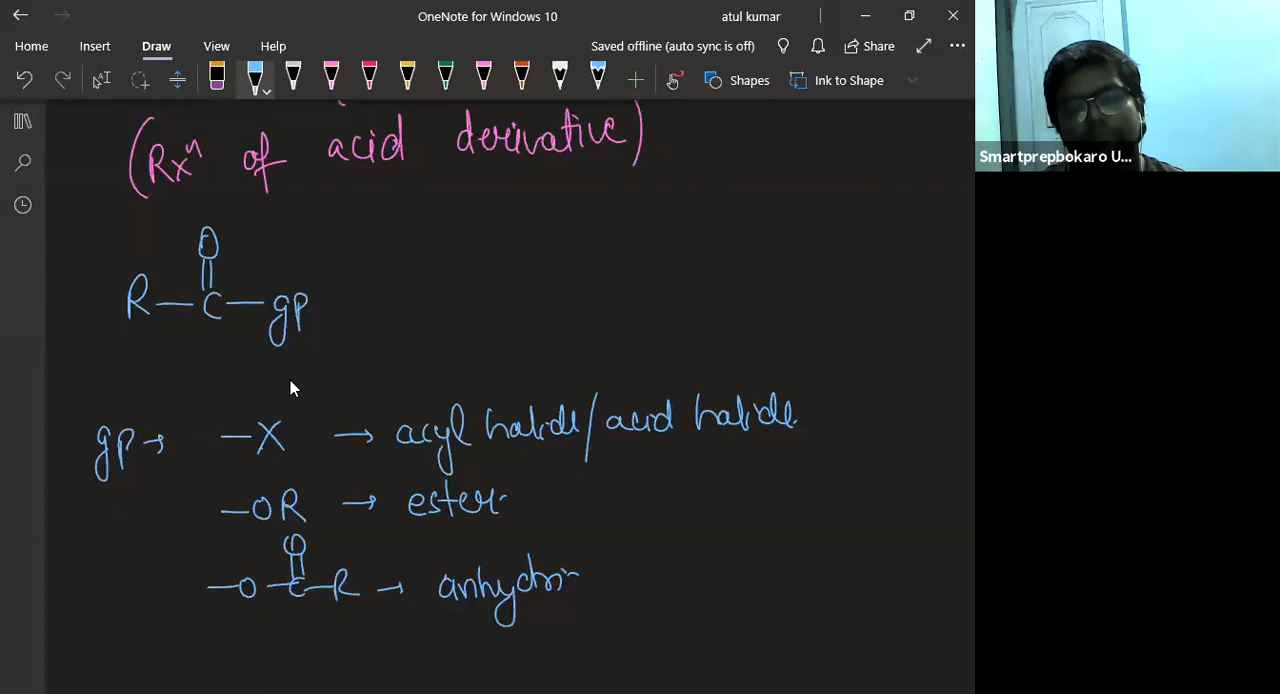 OneNote for Windows 10
atul kumar
Home Insert Draw View Help
Saved offline (auto sync is off)
Share
Shapes
Ink to Shape
Smartprepbokaro U...
(Rxⁿ of acid derivative)
O
R—C—gp
gp→ —X → acyl halide/acid halide
—OR → ester
O
—O—C—R → anhydri